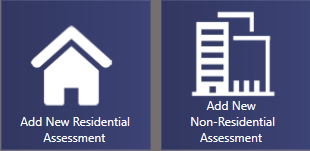 Add New Residential
Assessment
Add New
Non-Residential
Assessment